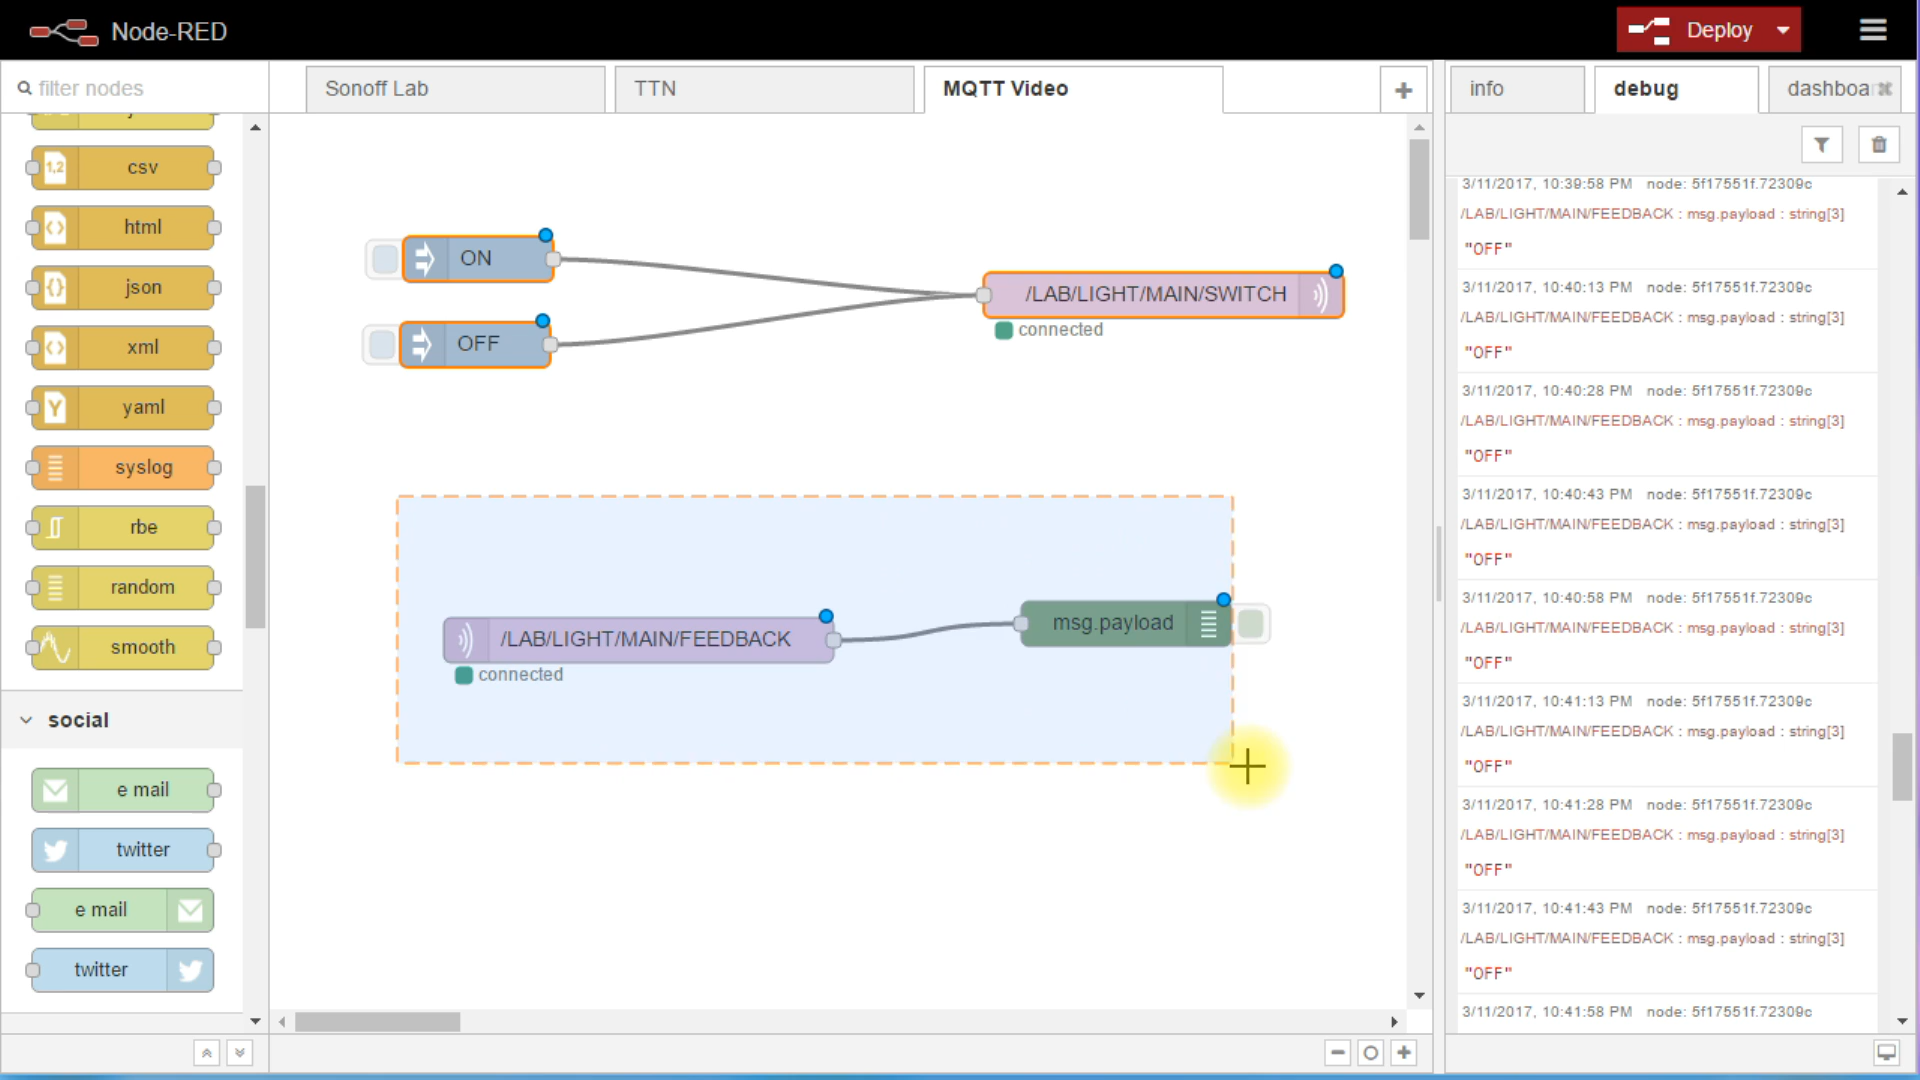 Node-RED
Deploy
filter nodes
Sonoff Lab
TTN
MQTT Video
info
debug
dashboa
1,2 csv
html
json
xml
yaml
syslog
rbe
random
smooth
social
e mail
twitter
e mail
twitter
ON
OFF
/LAB/LIGHT/MAIN/SWITCH
connected
/LAB/LIGHT/MAIN/FEEDBACK
connected
msg.payload
3/11/2017, 10:39:58 PM node: 5f17551f.72309c
/LAB/LIGHT/MAIN/FEEDBACK : msg.payload : string[3]
"OFF"
3/11/2017, 10:40:13 PM node: 5f17551f.72309c
/LAB/LIGHT/MAIN/FEEDBACK : msg.payload : string[3]
"OFF"
3/11/2017, 10:40:28 PM node: 5f17551f.72309c
/LAB/LIGHT/MAIN/FEEDBACK : msg.payload : string[3]
"OFF"
3/11/2017, 10:40:43 PM node: 5f17551f.72309c
/LAB/LIGHT/MAIN/FEEDBACK : msg.payload : string[3]
"OFF"
3/11/2017, 10:40:58 PM node: 5f17551f.72309c
/LAB/LIGHT/MAIN/FEEDBACK : msg.payload : string[3]
"OFF"
3/11/2017, 10:41:13 PM node: 5f17551f.72309c
/LAB/LIGHT/MAIN/FEEDBACK : msg.payload : string[3]
"OFF"
3/11/2017, 10:41:28 PM node: 5f17551f.72309c
/LAB/LIGHT/MAIN/FEEDBACK : msg.payload : string[3]
"OFF"
3/11/2017, 10:41:43 PM node: 5f17551f.72309c
/LAB/LIGHT/MAIN/FEEDBACK : msg.payload : string[3]
"OFF"
3/11/2017, 10:41:58 PM node: 5f17551f.72309c